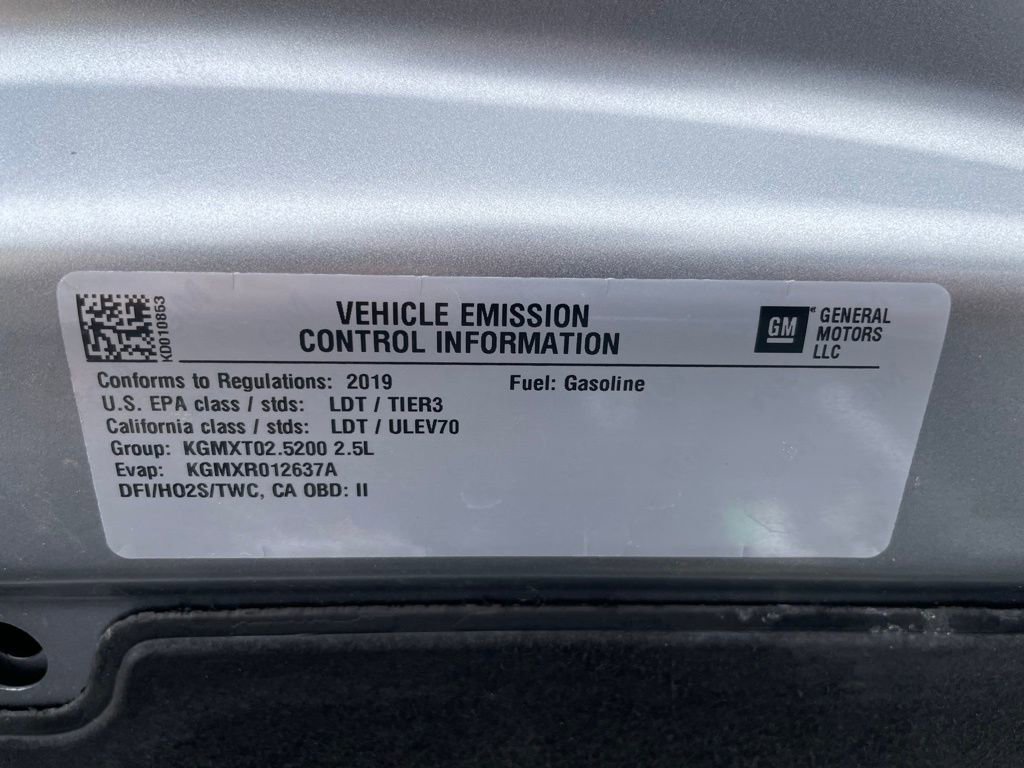 KD010853
VEHICLE EMISSION
CONTROL INFORMATION
GM
GENERAL
MOTORS
LLC
Conforms to Regulations: 2019
Fuel: Gasoline
U.S. EPA class / stds: LDT / TIER3
California class / stds: LDT / ULEV70
Group: KGMXT02.5200 2.5L
Evap: KGMXR012637A
DFI/HO2S/TWC, CA OBD: II